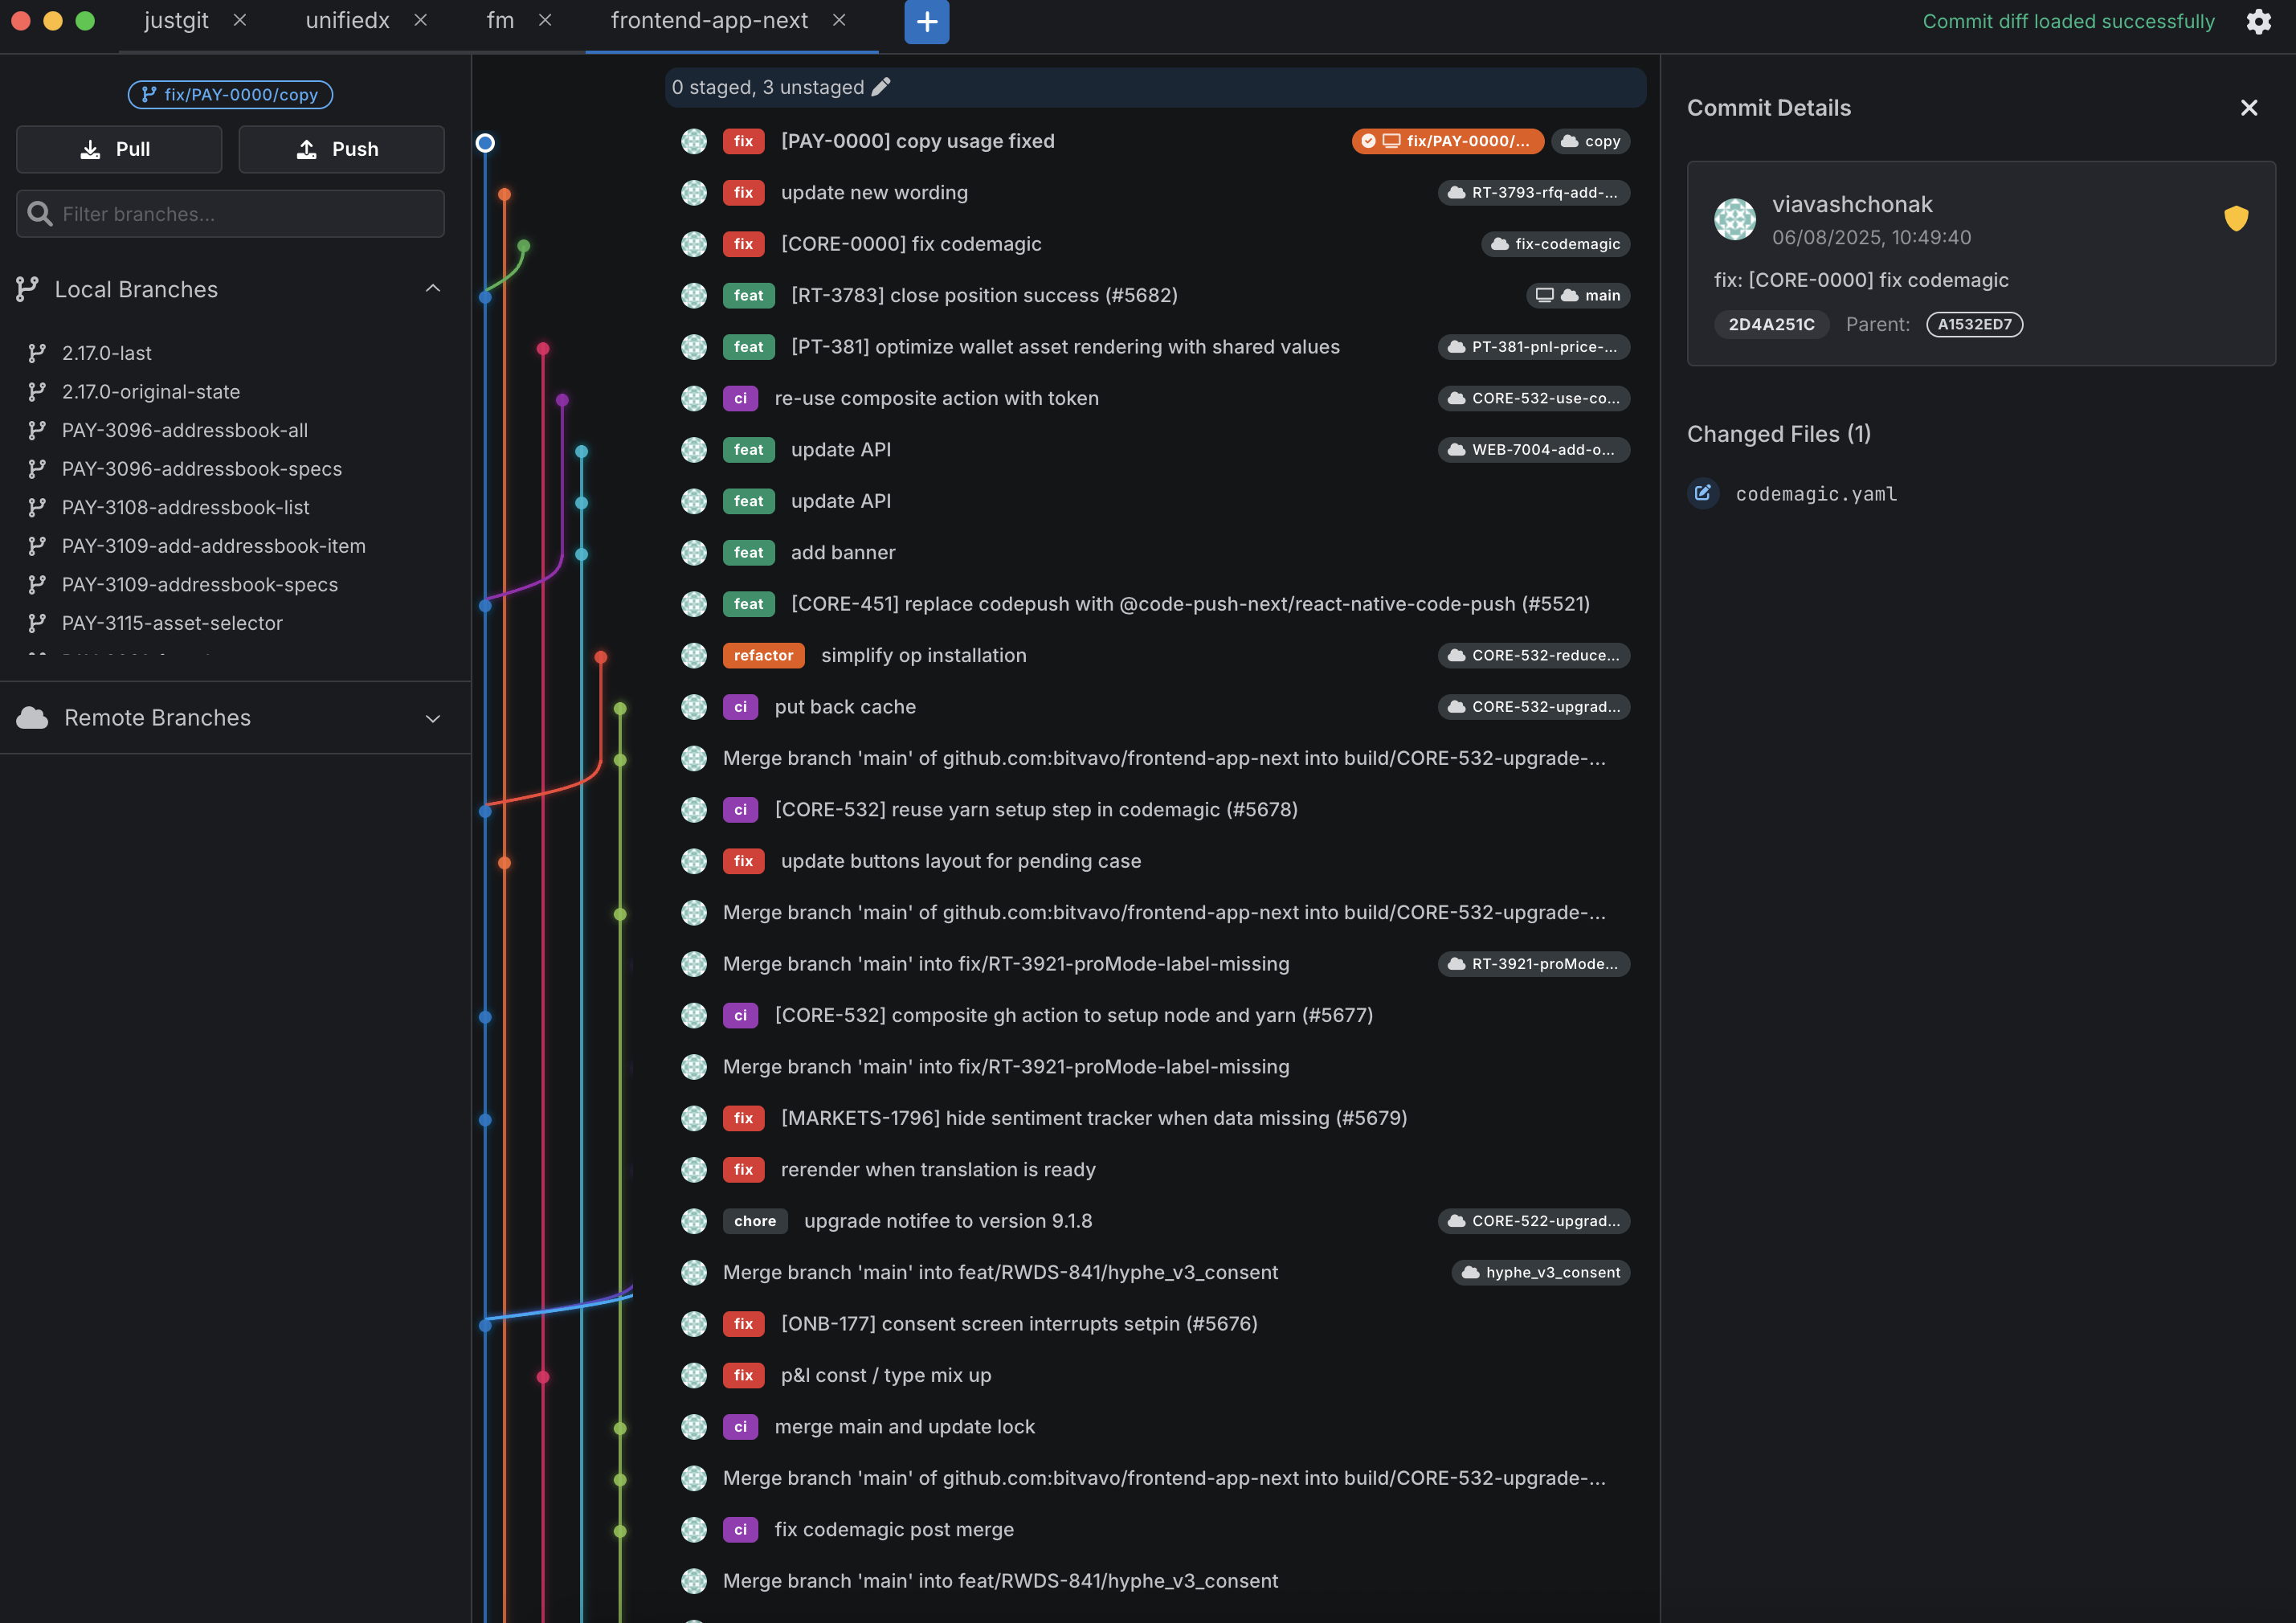 justgit
unifiedx
fm
frontend-app-next
Commit diff loaded successfully
fix/PAY-0000/copy
Pull
Push
Filter branches...
Local Branches
2.17.0-last
2.17.0-original-state
PAY-3096-addressbook-all
PAY-3096-addressbook-specs
PAY-3108-addressbook-list
PAY-3109-add-addressbook-item
PAY-3109-addressbook-specs
PAY-3115-asset-selector
Remote Branches
0 staged, 3 unstaged
fix [PAY-0000] copy usage fixed fix/PAY-0000/... copy
fix update new wording RT-3793-rfq-add-...
fix [CORE-0000] fix codemagic fix-codemagic
feat [RT-3783] close position success (#5682) main
feat [PT-381] optimize wallet asset rendering with shared values PT-381-pnl-price-...
ci re-use composite action with token CORE-532-use-co...
feat update API WEB-7004-add-o...
feat update API
feat add banner
feat [CORE-451] replace codepush with @code-push-next/react-native-code-push (#5521)
refactor simplify op installation CORE-532-reduce...
ci put back cache CORE-532-upgrad...
Merge branch 'main' of github.com:bitvavo/frontend-app-next into build/CORE-532-upgrade-...
ci [CORE-532] reuse yarn setup step in codemagic (#5678)
fix update buttons layout for pending case
Merge branch 'main' of github.com:bitvavo/frontend-app-next into build/CORE-532-upgrade-...
Merge branch 'main' into fix/RT-3921-proMode-label-missing RT-3921-proMode...
ci [CORE-532] composite gh action to setup node and yarn (#5677)
Merge branch 'main' into fix/RT-3921-proMode-label-missing
fix [MARKETS-1796] hide sentiment tracker when data missing (#5679)
fix rerender when translation is ready
chore upgrade notifee to version 9.1.8 CORE-522-upgrad...
Merge branch 'main' into feat/RWDS-841/hyphe_v3_consent hyphe_v3_consent
fix [ONB-177] consent screen interrupts setpin (#5676)
fix p&l const / type mix up
ci merge main and update lock
Merge branch 'main' of github.com:bitvavo/frontend-app-next into build/CORE-532-upgrade-...
ci fix codemagic post merge
Merge branch 'main' into feat/RWDS-841/hyphe_v3_consent
Commit Details
viavashchonak
06/08/2025, 10:49:40
fix: [CORE-0000] fix codemagic
2D4A251C Parent: A1532ED7
Changed Files (1)
codemagic.yaml